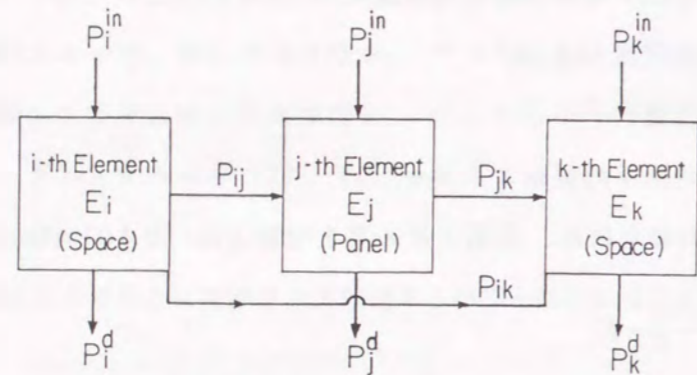 P_i^in
P_j^in
P_k^in
i-th Element
E_i
(Space)
P_ij
j-th Element
E_j
(Panel)
P_jk
k-th Element
E_k
(Space)
P_ik
P_i^d
P_j^d
P_k^d